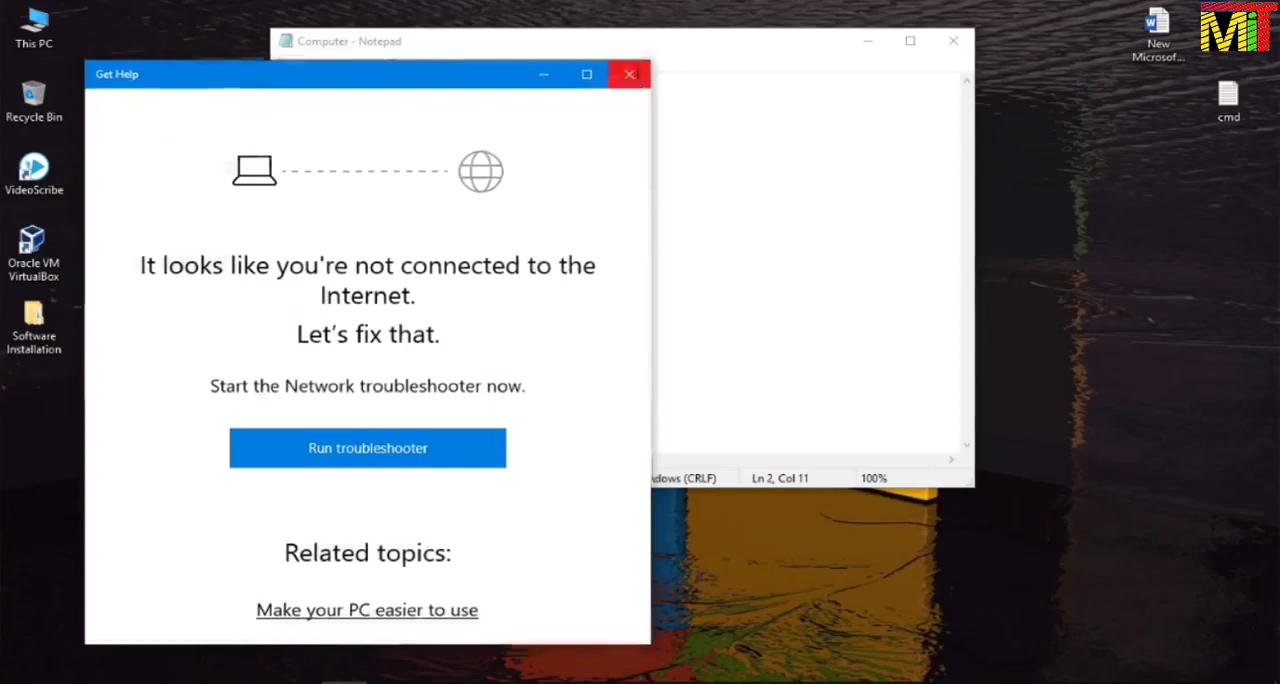 This PC
Recycle Bin
VideoScribe
Oracle VM
VirtualBox
Software
Installation
Computer - Notepad
Get Help
It looks like you're not connected to the
Internet.
Let's fix that.
Start the Network troubleshooter now.
Run troubleshooter
Related topics:
Make your PC easier to use
(CRLF)
Ln 2, Col 11
100%
New
Microsof...
cmd
MiT